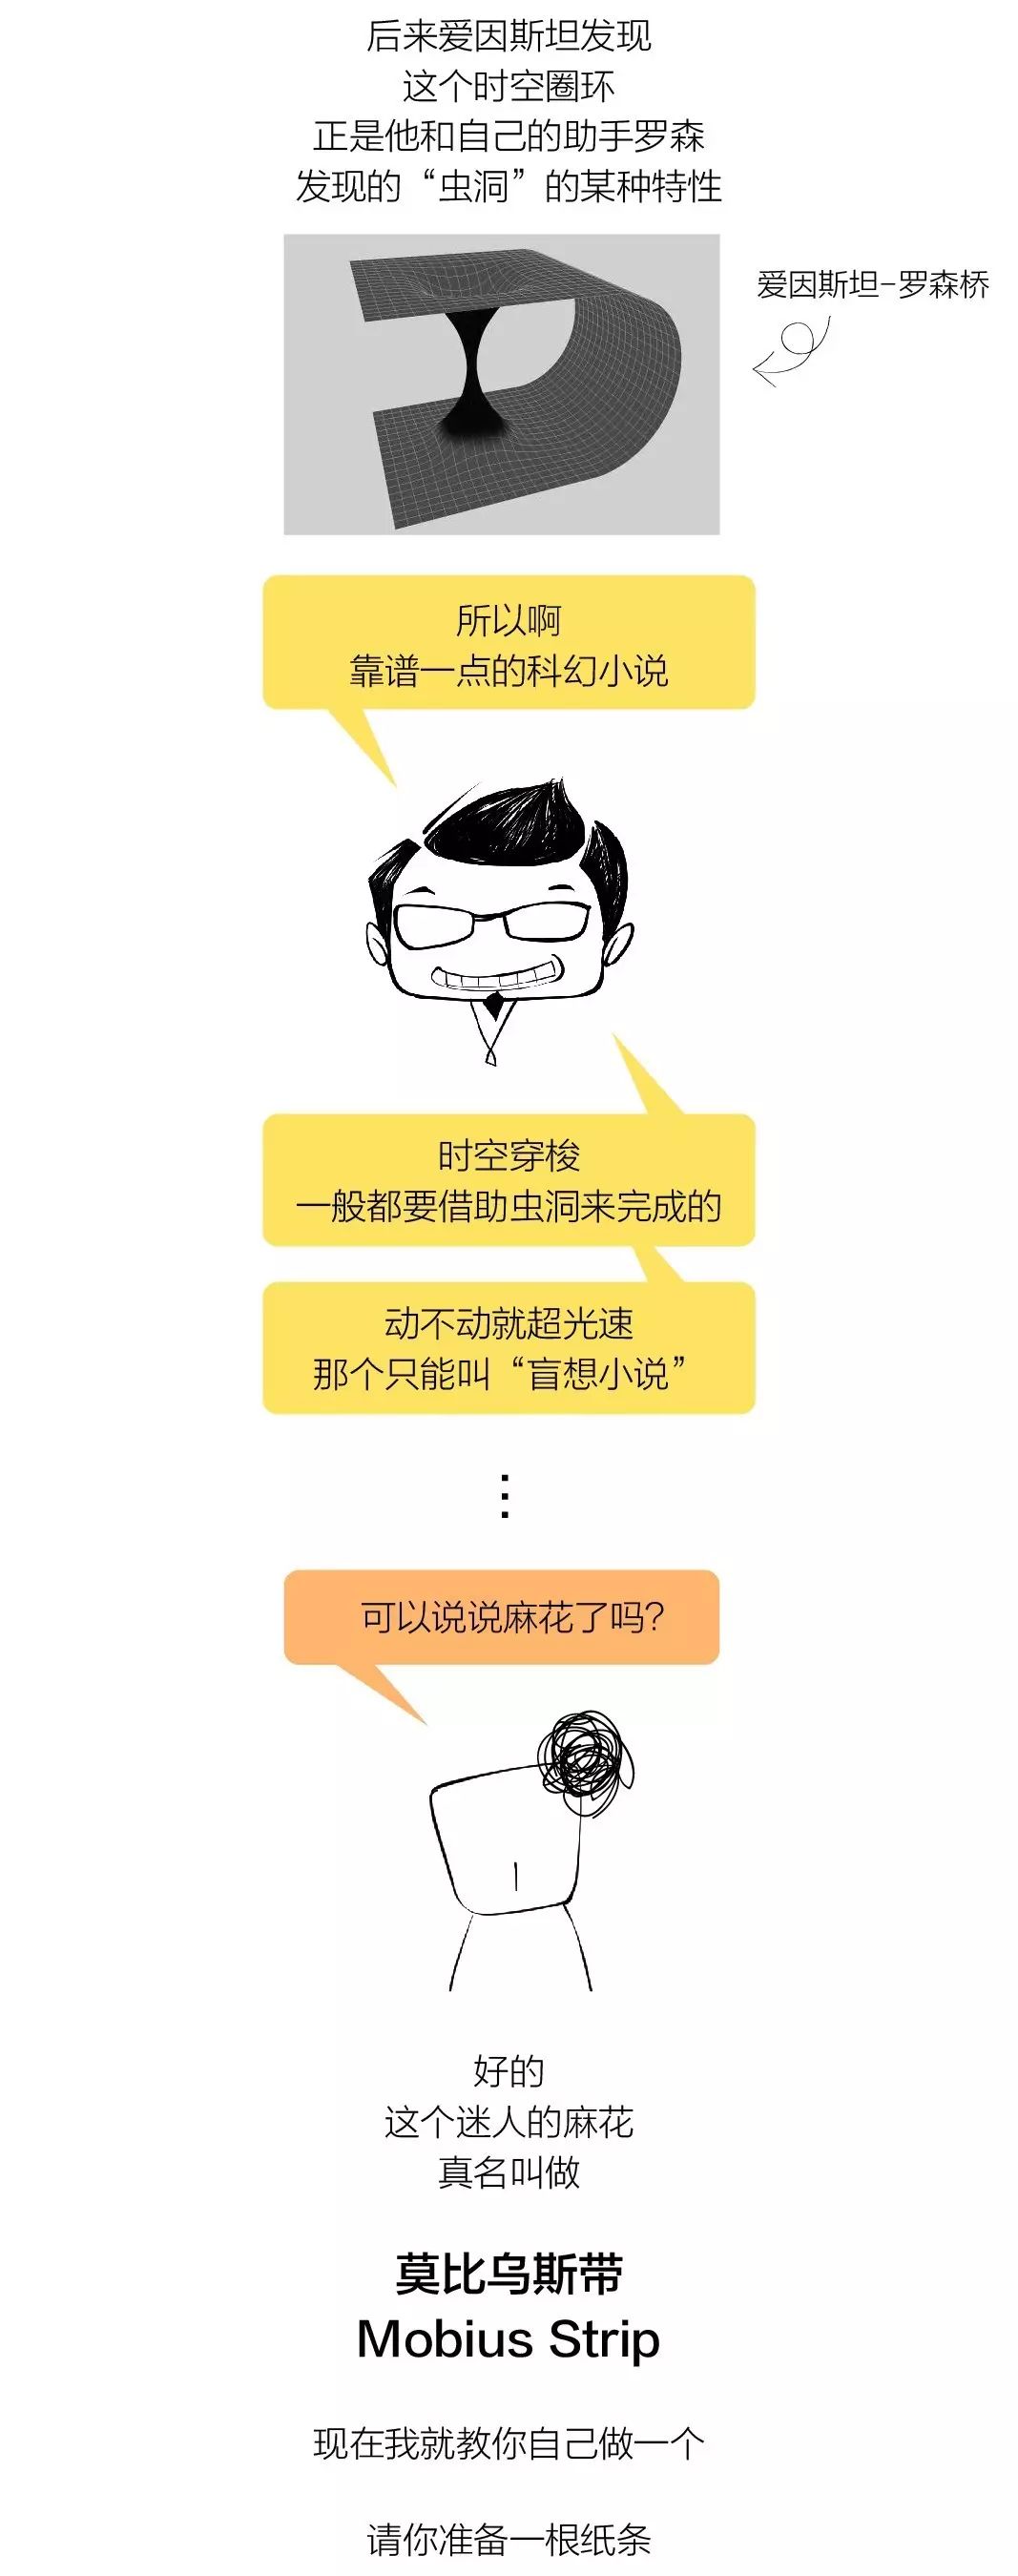 后来爱因斯坦发现
这个时空圈环
正是他和自己的助手罗森
发现的“虫洞”的某种特性
爱因斯坦-罗森桥
所以啊
靠谱一点的科幻小说
时空穿梭
一般都要借助虫洞来完成的
动不动就超光速
那个只能叫“盲想小说”
可以说说麻花了吗?
好的
这个迷人的麻花
真名叫做
莫比乌斯带
Mobius Strip
现在我就教你自己做一个
请你准备一根纸条